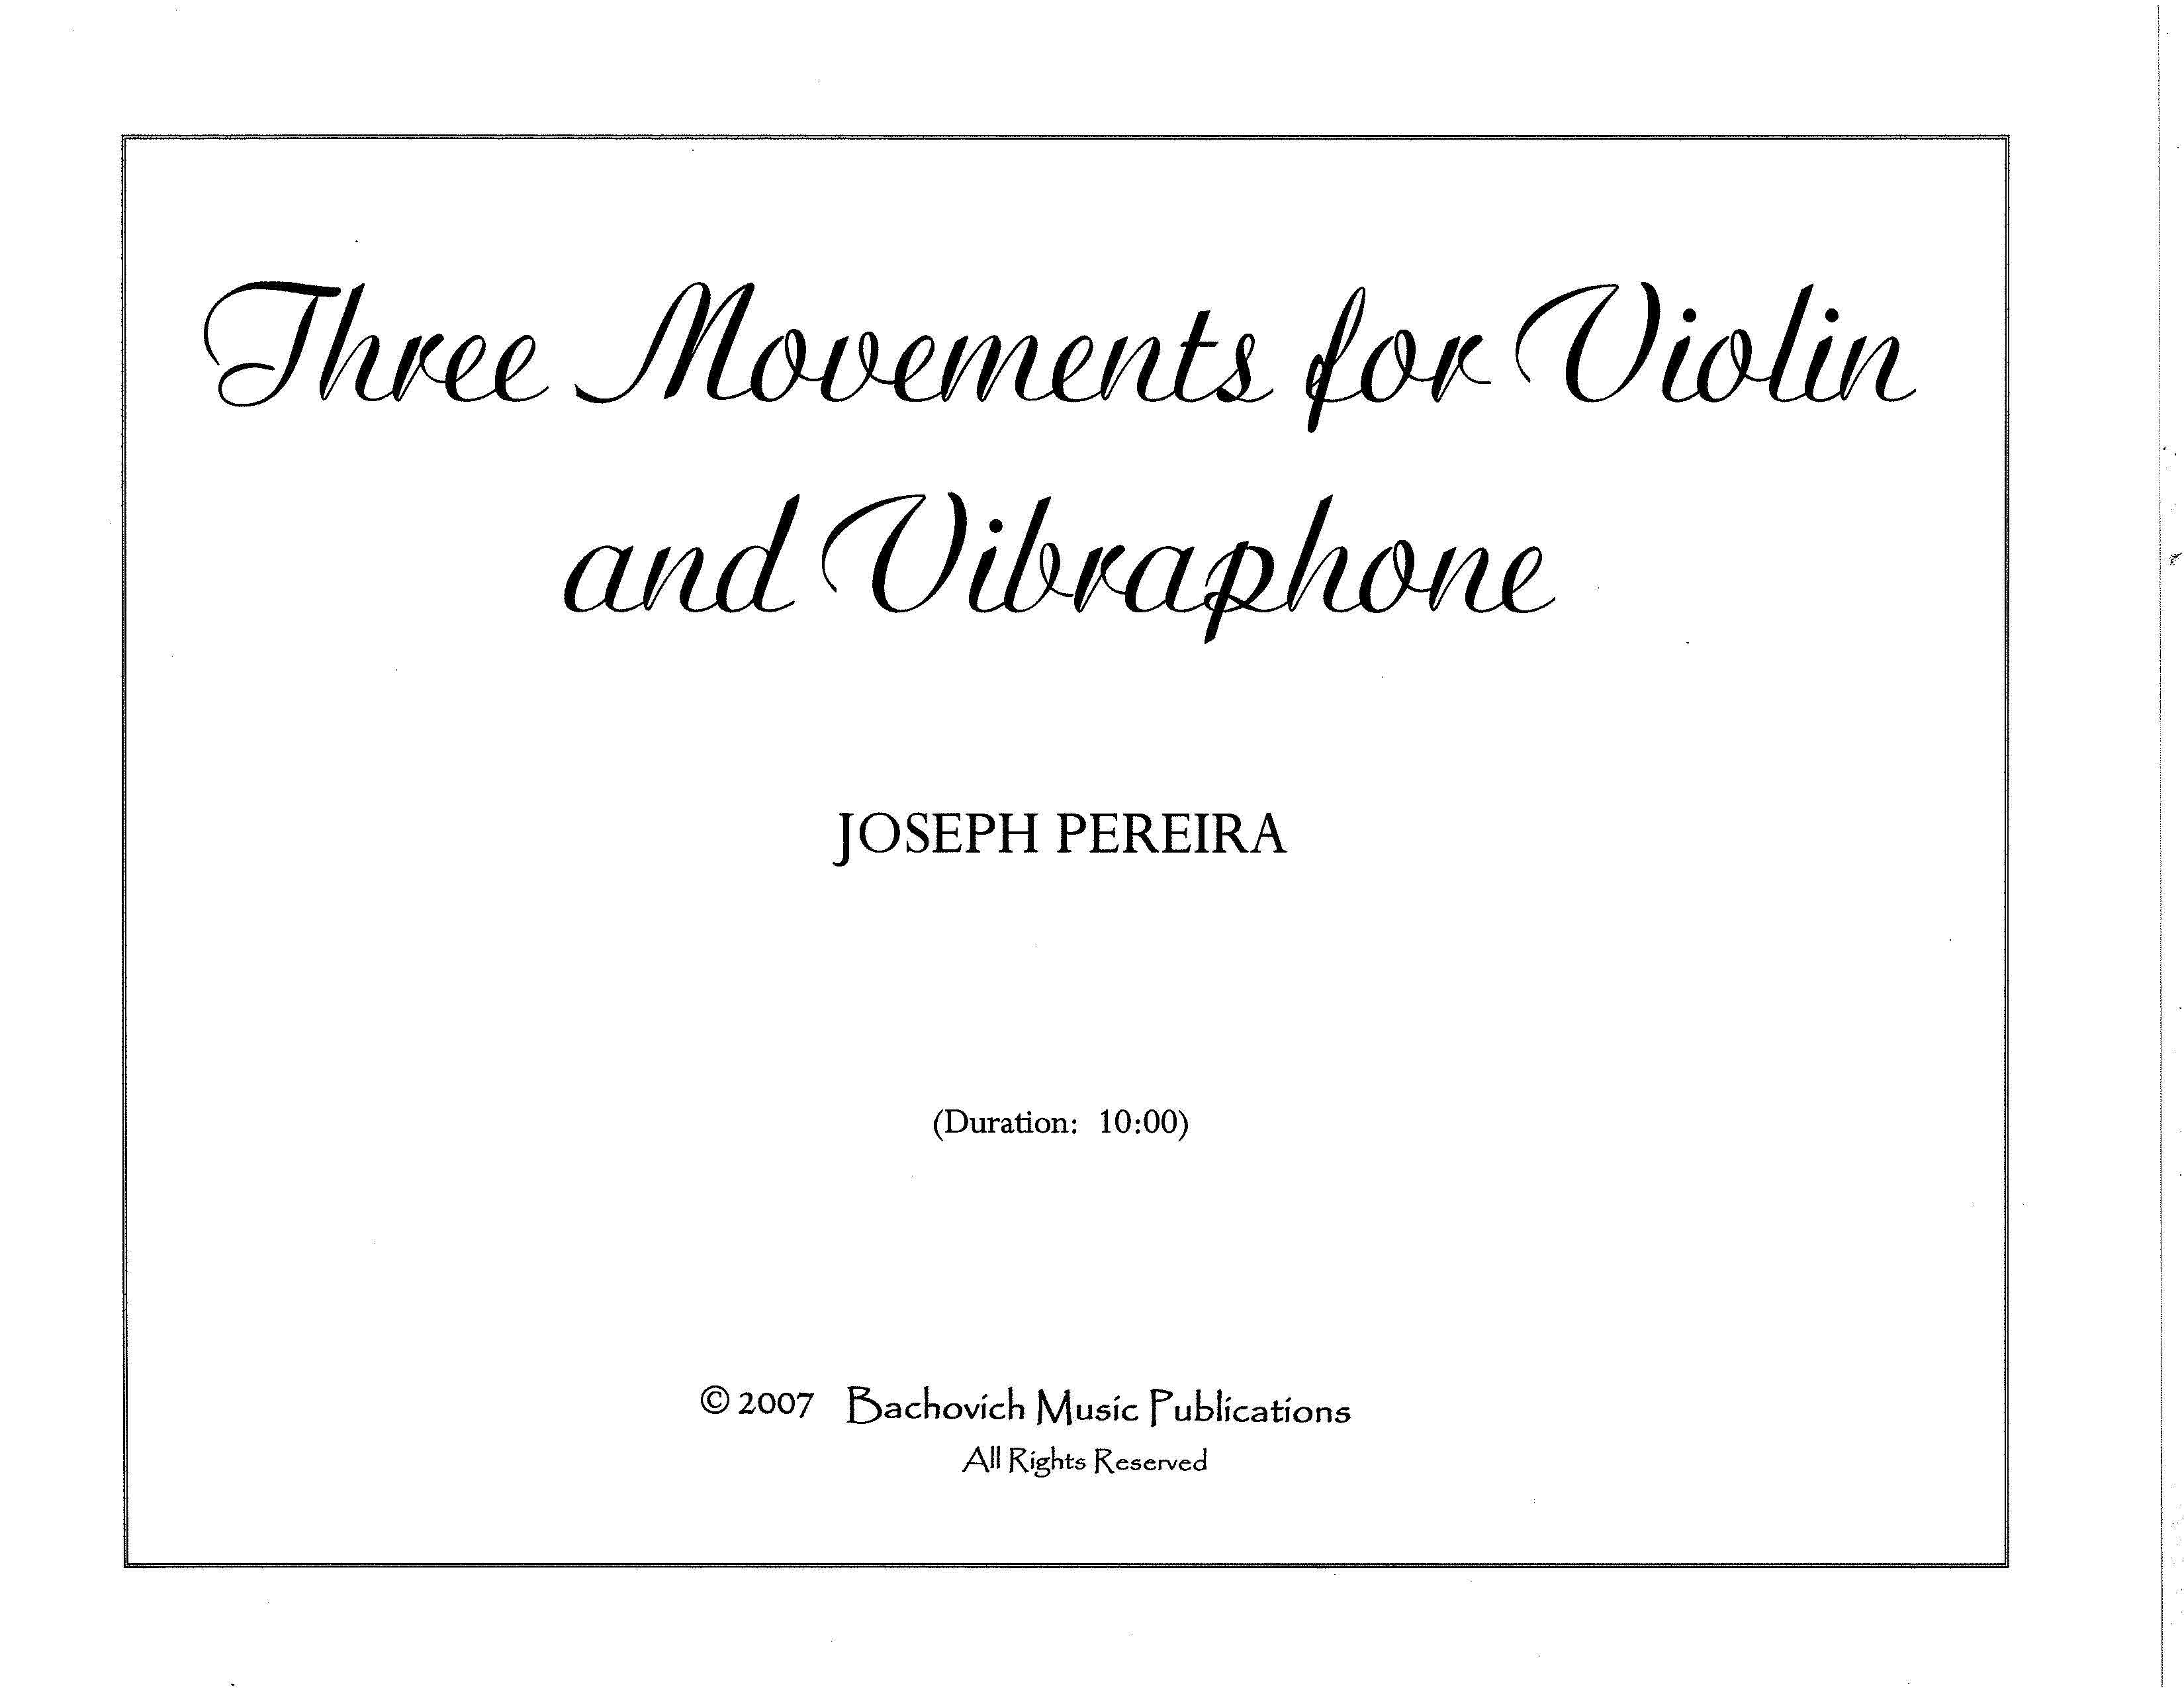 Three Movements for Violin
and Vibraphone
JOSEPH PEREIRA
(Duration: 10:00)
© 2007 Bachovich Music Publications
All Rights Reserved